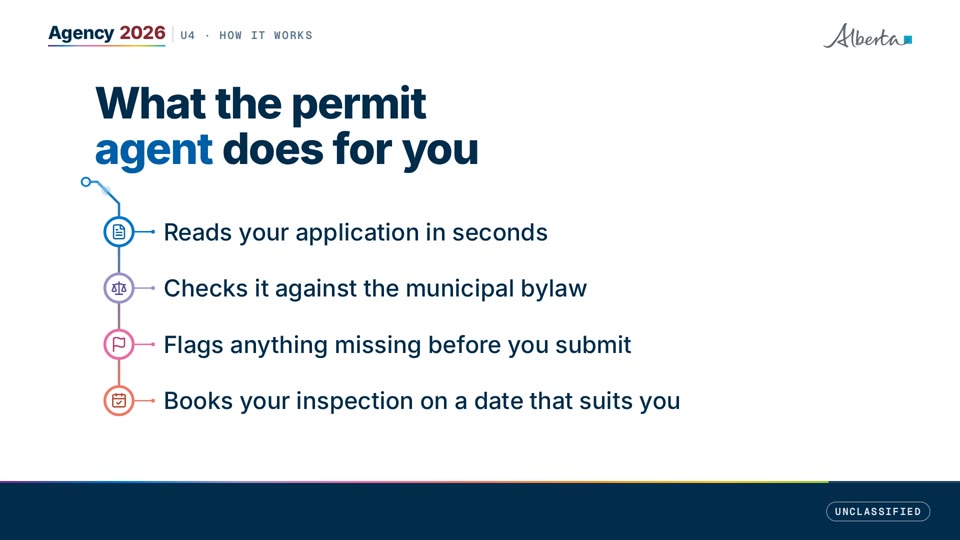 Agency 2026 U4 · HOW IT WORKS
Alberta
What the permit
agent does for you
Reads your application in seconds
Checks it against the municipal bylaw
Flags anything missing before you submit
Books your inspection on a date that suits you
UNCLASSIFIED